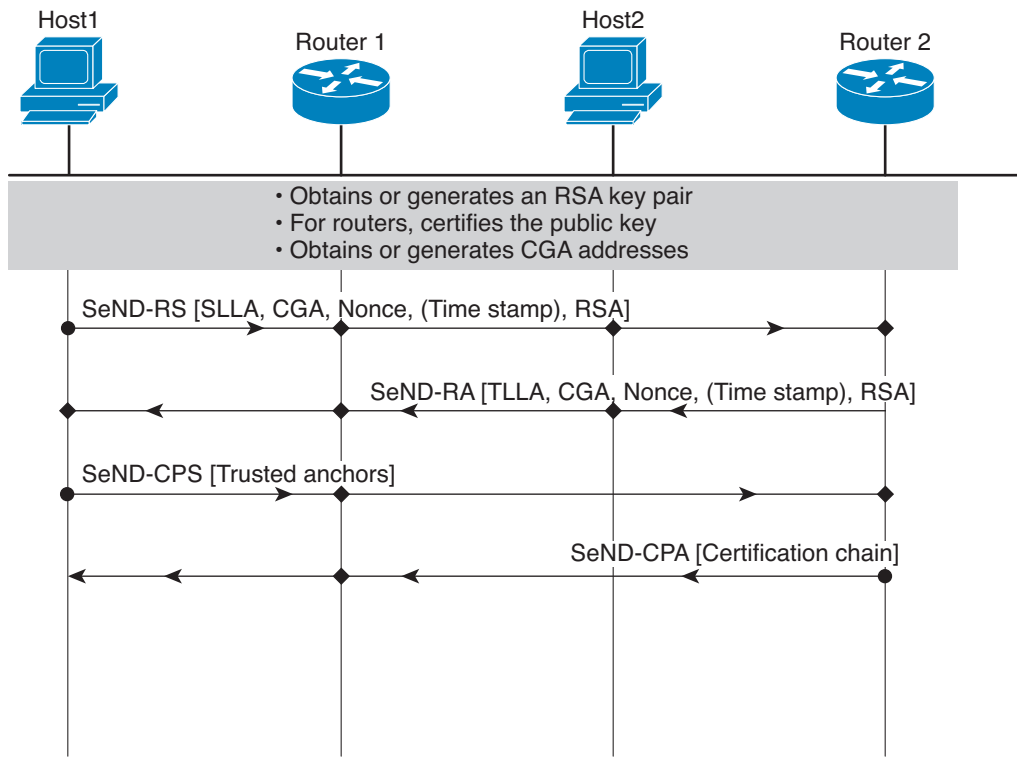 Host1
Router 1
Host2
Router 2
• Obtains or generates an RSA key pair
• For routers, certifies the public key
• Obtains or generates CGA addresses
SeND-RS [SLLA, CGA, Nonce, (Time stamp), RSA]
SeND-RA [TLLA, CGA, Nonce, (Time stamp), RSA]
SeND-CPS [Trusted anchors]
SeND-CPA [Certification chain]